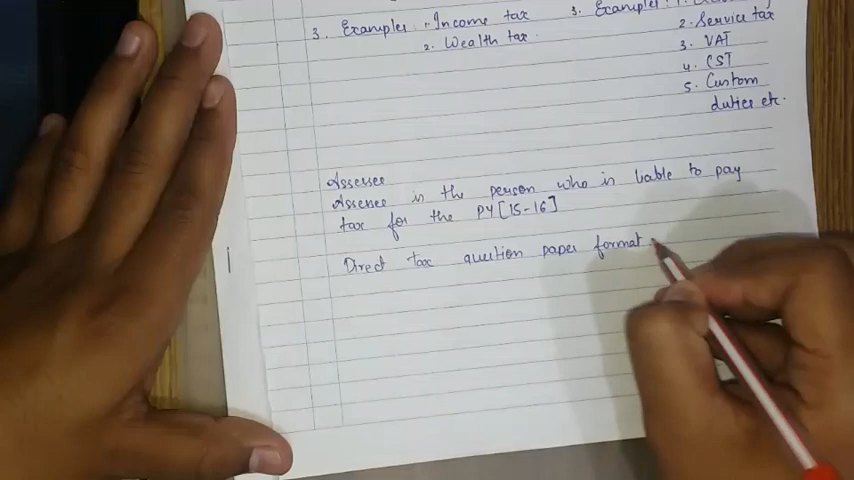 3. Examples: 1. Income tax
2. Wealth tax
3. Examples: 1.
2. Service tax
3. VAT
4. CST
5. Custom
duties etc.
Assessee
Assessee is the person who is liable to pay
tax for the PY [15-16]
Direct tax question paper format